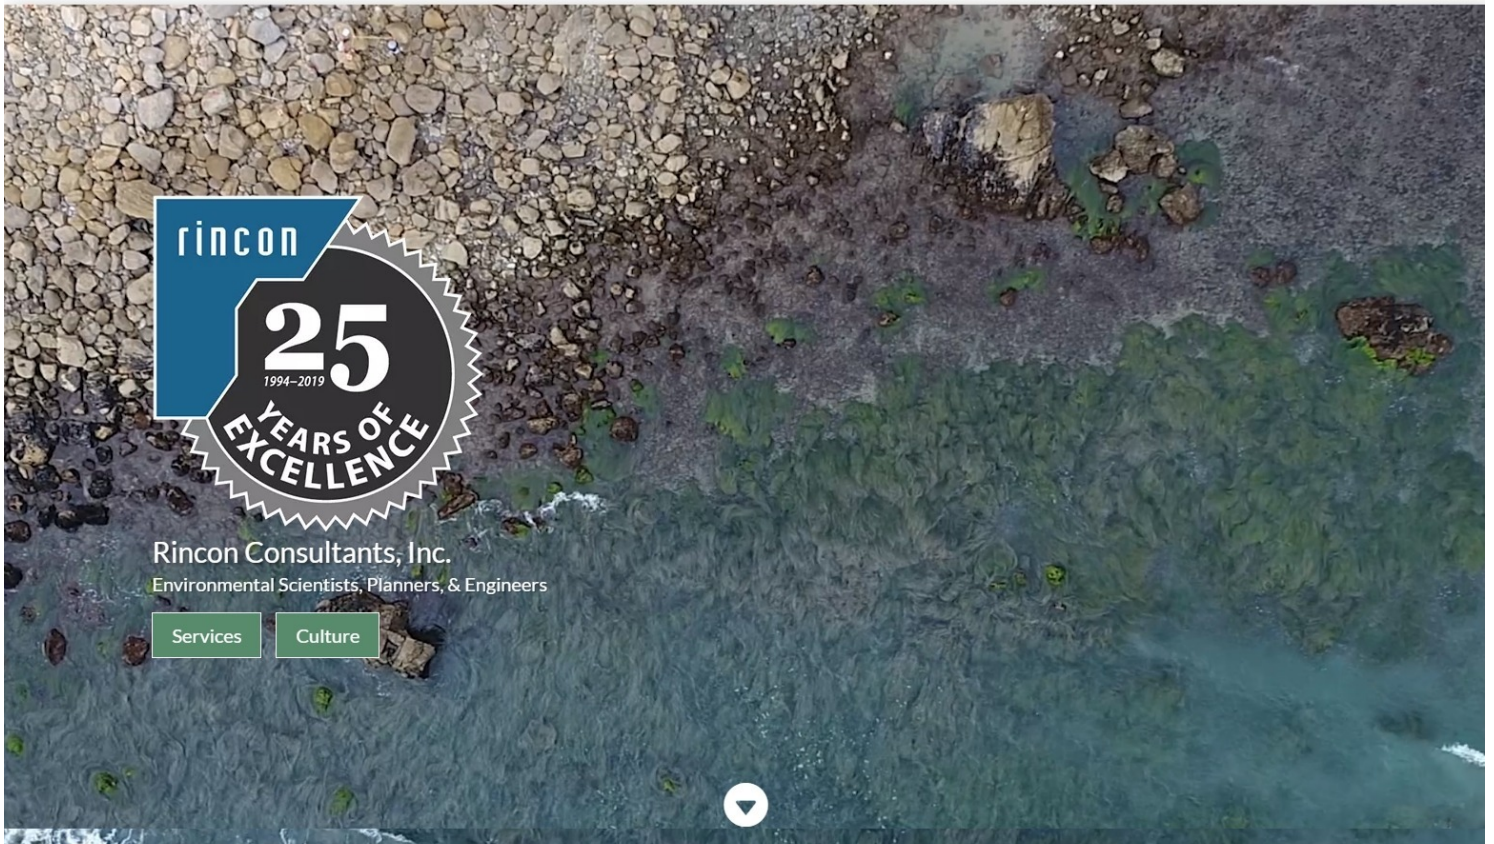 rincon
25
1994–2019
YEARS OF
EXCELLENCE
Rincon Consultants, Inc.
Environmental Scientists, Planners, & Engineers
Services
Culture